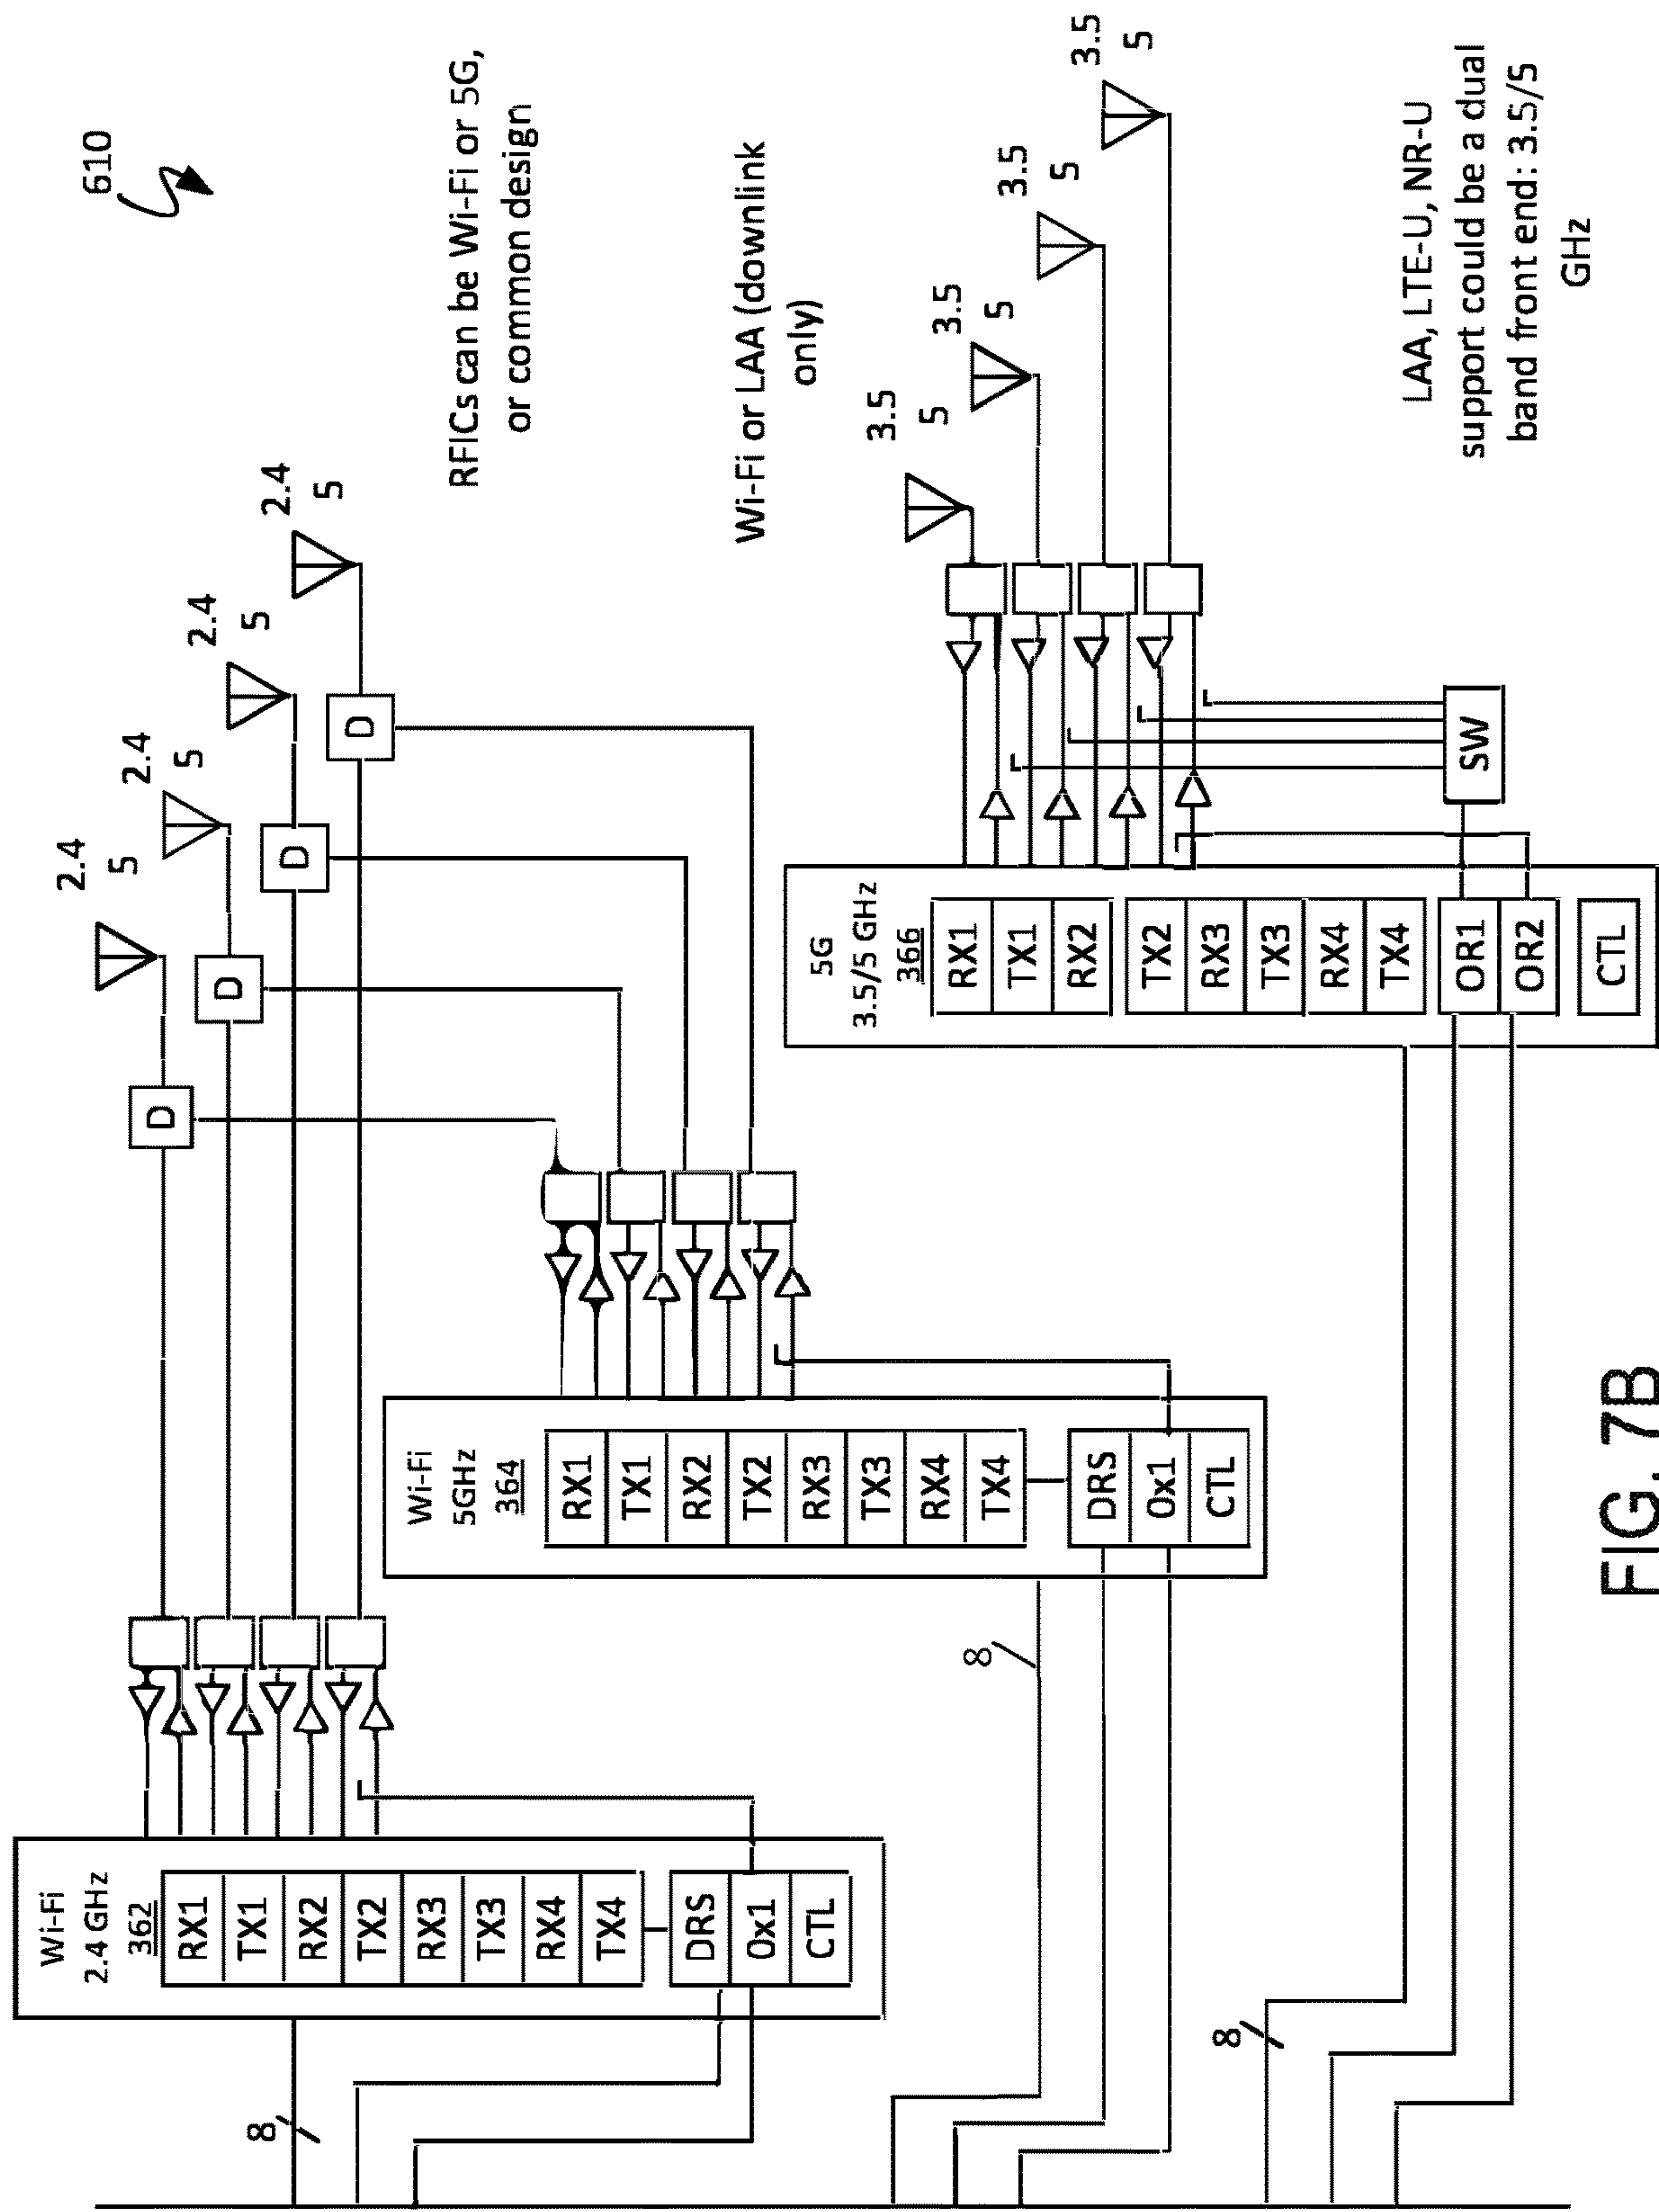 610
2.4
5
2.4
5
2.4
5
2.4
5
D
D
D
D
RFICs can be Wi-Fi or 5G,
or common design
Wi-Fi
2.4 GHz
362
RX1
TX1
RX2
TX2
RX3
TX3
RX4
TX4
DRS
0x1
CTL
8
Wi-Fi or LAA (downlink
only)
Wi-Fi
5GHz
364
RX1
TX1
RX2
TX2
RX3
TX3
RX4
TX4
DRS
0x1
CTL
8
3.5
5
3.5
5
3.5
5
3.5
5
5G
3.5/5 GHz
366
RX1
TX1
RX2
TX2
RX3
TX3
RX4
TX4
OR1
OR2
CTL
SW
8
LAA, LTE-U, NR-U
support could be a dual
band front end: 3.5/5
GHz
FIG. 7B